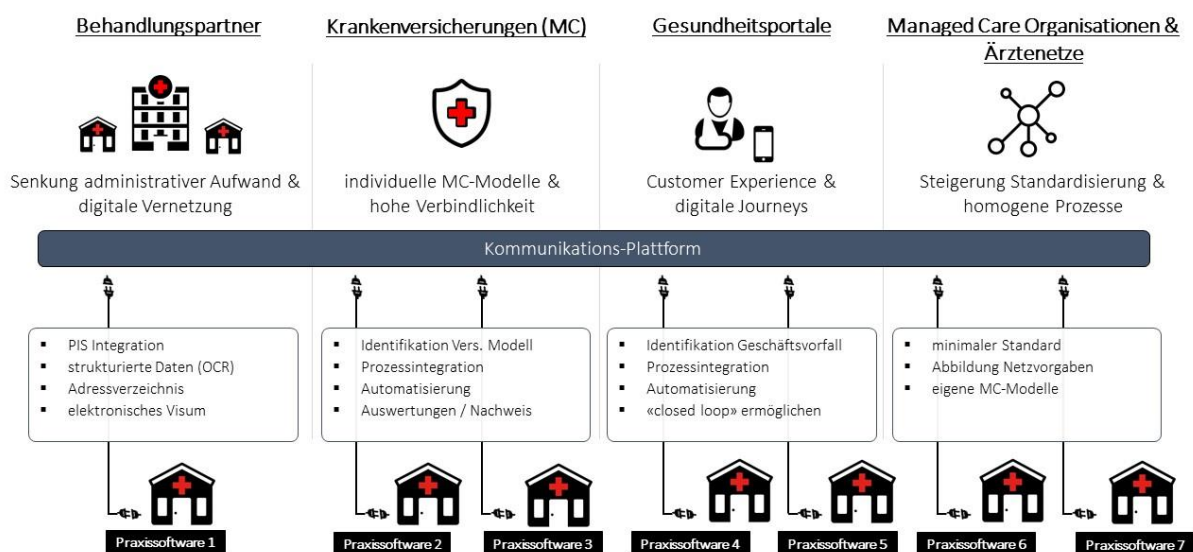 Behandlungspartner
Senkung administrativer Aufwand &
digitale Vernetzung
Krankenversicherungen (MC)
individuelle MC-Modelle &
hohe Verbindlichkeit
Gesundheitsportale
Customer Experience &
digitale Journeys
Managed Care Organisationen &
Ärztenetze
Steigerung Standardisierung &
homogene Prozesse
Kommunikations-Plattform
▪ PIS Integration
▪ strukturierte Daten (OCR)
▪ Adressverzeichnis
▪ elektronisches Visum
▪ Identifikation Vers. Modell
▪ Prozessintegration
▪ Automatisierung
▪ Auswertungen / Nachweis
▪ Identifikation Geschäftsvorfall
▪ Prozessintegration
▪ Automatisierung
▪ «closed loop» ermöglichen
▪ minimaler Standard
▪ Abbildung Netzvorgaben
▪ eigene MC-Modelle
Praxissoftware 1
Praxissoftware 2
Praxissoftware 3
Praxissoftware 4
Praxissoftware 5
Praxissoftware 6
Praxissoftware 7